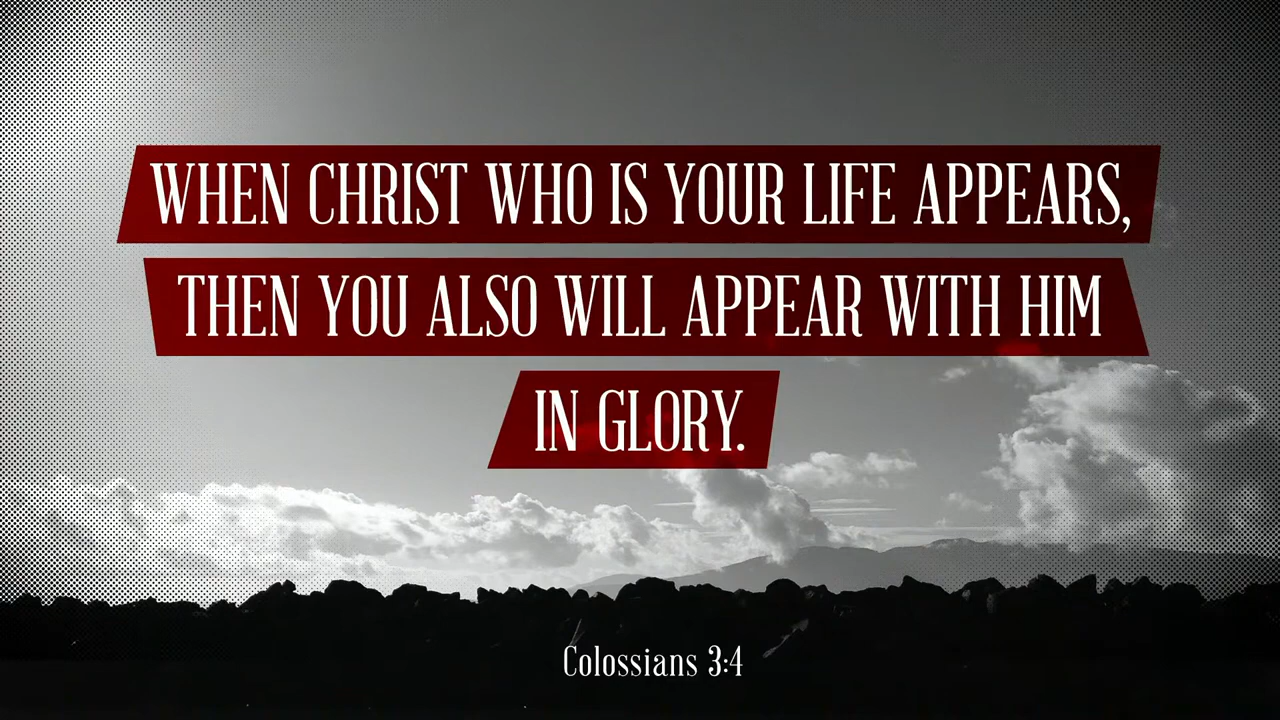 WHEN CHRIST WHO IS YOUR LIFE APPEARS,
THEN YOU ALSO WILL APPEAR WITH HIM
IN GLORY.
Colossians 3:4